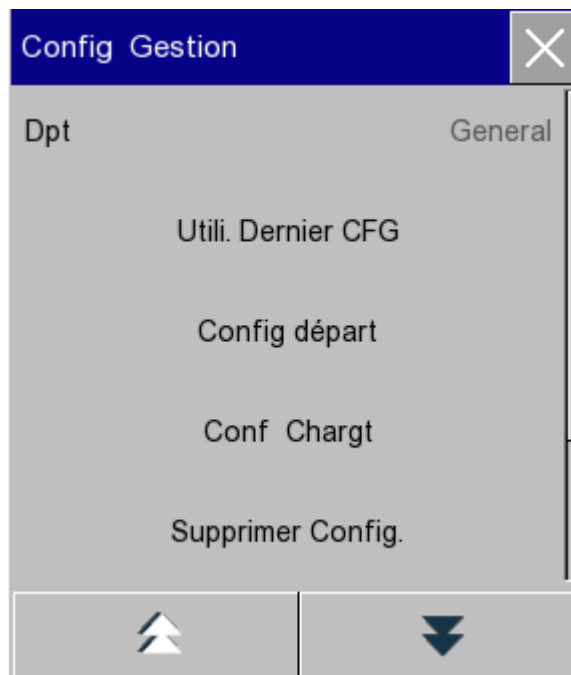 Config Gestion
Dpt General
Utili. Dernier CFG
Config départ
Conf Chargt
Supprimer Config.